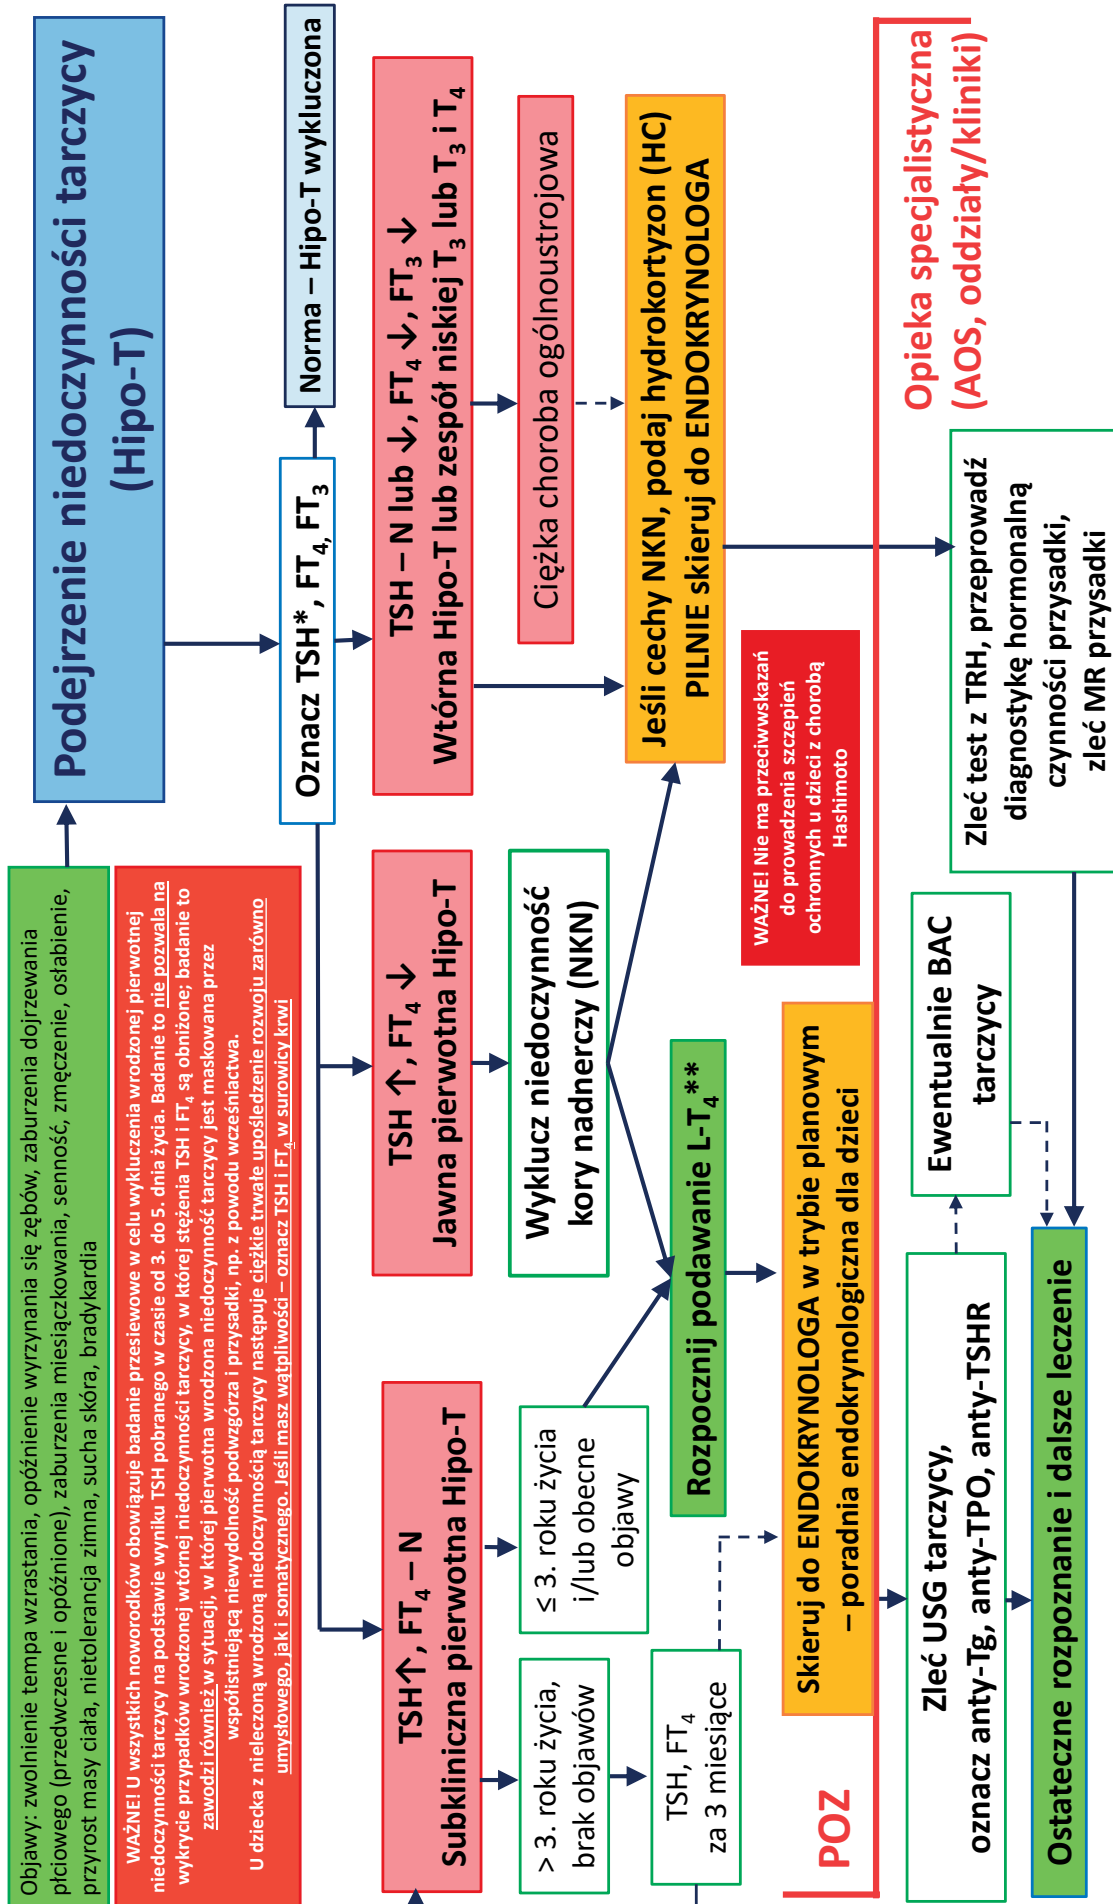 Objawy: zwolnienie tempa wzrastania, opóźnienie wyrzynania się zębów, zaburzenia dojrzewania
płciowego (przedwczesne i opóźnione), zaburzenia miesiączkowania, senność, zmęczenie, osłabienie,
przyrost masy ciała, nietolerancja zimna, sucha skóra, bradykardia
Podejrzenie niedoczynności tarczycy
(Hipo-T)
WAŻNE! U wszystkich noworodków obowiązuje badanie przesiewowe w celu wykluczenia wrodzonej pierwotnej
niedoczynności tarczycy na podstawie wyniku TSH pobranego w czasie od 3. do 5. dnia życia. Badanie to nie pozwala na
wykrycie przypadków wrodzonej wtórnej niedoczynności tarczycy, w której stężenia TSH i FT4 są obniżone; badanie to
zawodzi również w sytuacji, w której pierwotna wrodzona niedoczynność tarczycy jest maskowana przez
współistniejącą niewydolność podwzgórza i przysadki, np. z powodu wcześniactwa.
U dziecka z nieleczoną wrodzoną niedoczynnością tarczycy następuje ciężkie trwałe upośledzenie rozwoju zarówno
umysłowego, jak i somatycznego. Jeśli masz wątpliwości – oznacz TSH i FT4 w surowicy krwi
Oznacz TSH*, FT4, FT3
Norma – Hipo-T wykluczona
TSH↑, FT4 – N
Subkliniczna pierwotna Hipo-T
TSH ↑, FT4 ↓
Jawna pierwotna Hipo-T
TSH – N lub ↓, FT4 ↓, FT3 ↓
Wtórna Hipo-T lub zespół niskiej T3 lub T3 i T4
> 3. roku życia,
brak objawów
≤ 3. roku życia
i/lub obecne
objawy
Wyklucz niedoczynność
kory nadnerczy (NKN)
Ciężka choroba ogólnoustrojowa
TSH, FT4
za 3 miesiące
Rozpocznij podawanie L-T4**
Jeśli cechy NKN, podaj hydrokortyzon (HC)
PILNIE skieruj do ENDOKRYNOLOGA
Skieruj do ENDOKRYNOLOGA w trybie planowym
– poradnia endokrynologiczna dla dzieci
WAŻNE! Nie ma przeciwwskazań
do prowadzenia szczepień
ochronnych u dzieci z chorobą
Hashimoto
POZ
Opieka specjalistyczna
(AOS, oddziały/kliniki)
Zleć USG tarczycy,
oznacz anty-Tg, anty-TPO, anty-TSHR
Ewentualnie BAC
tarczycy
Zleć test z TRH, przeprowadź
diagnostykę hormonalną
czynności przysadki,
zleć MR przysadki
Ostateczne rozpoznanie i dalsze leczenie